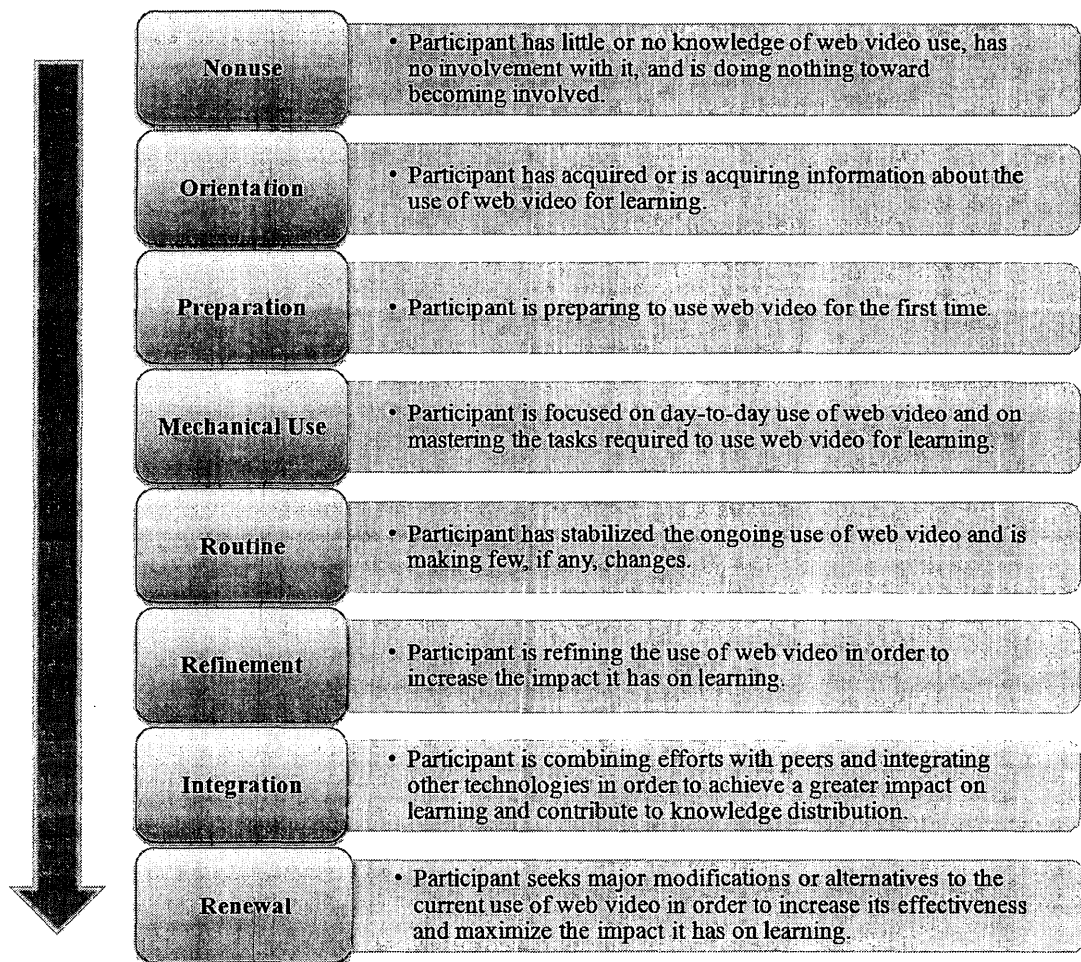 Nonuse
• Participant has little or no knowledge of web video use, has
no involvement with it, and is doing nothing toward
becoming involved.
Orientation
• Participant has acquired or is acquiring information about the
use of web video for learning.
Preparation
• Participant is preparing to use web video for the first time.
Mechanical Use
• Participant is focused on day-to-day use of web video and on
mastering the tasks required to use web video for learning.
Routine
• Participant has stabilized the ongoing use of web video and is
making few, if any, changes.
Refinement
• Participant is refining the use of web video in order to
increase the impact it has on learning.
Integration
• Participant is combining efforts with peers and integrating
other technologies in order to achieve a greater impact on
learning and contribute to knowledge distribution.
Renewal
• Participant seeks major modifications or alternatives to the
current use of web video in order to increase its effectiveness
and maximize the impact it has on learning.